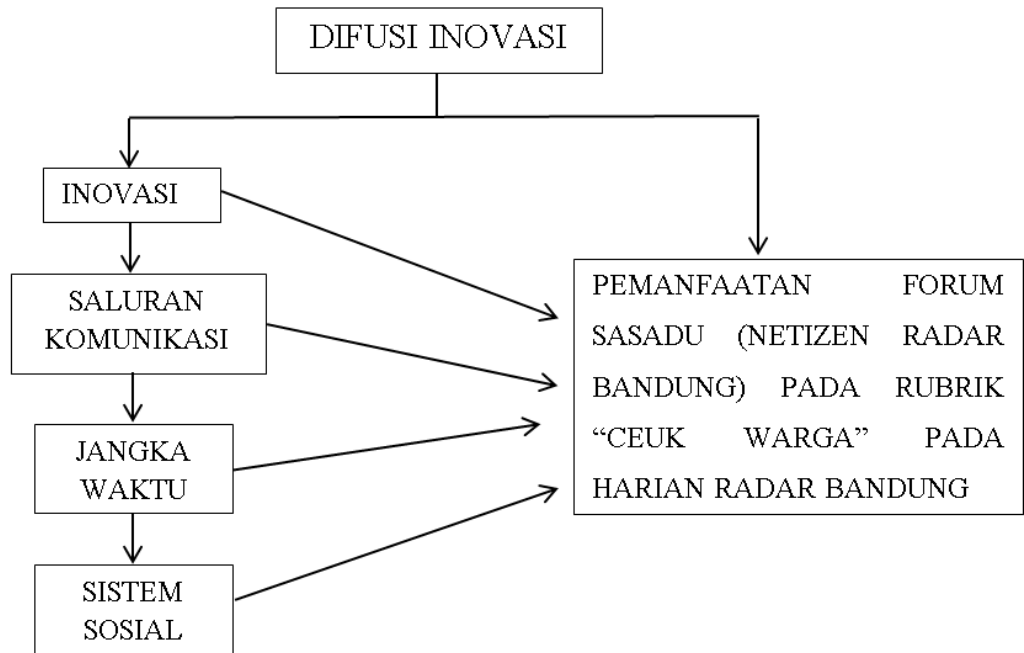 DIFUSI INOVASI
INOVASI
SALURAN
KOMUNIKASI
JANGKA
WAKTU
SISTEM
SOSIAL
PEMANFAATAN FORUM
SASADU (NETIZEN RADAR
BANDUNG) PADA RUBRIK
“CEUK WARGA” PADA
HARIAN RADAR BANDUNG